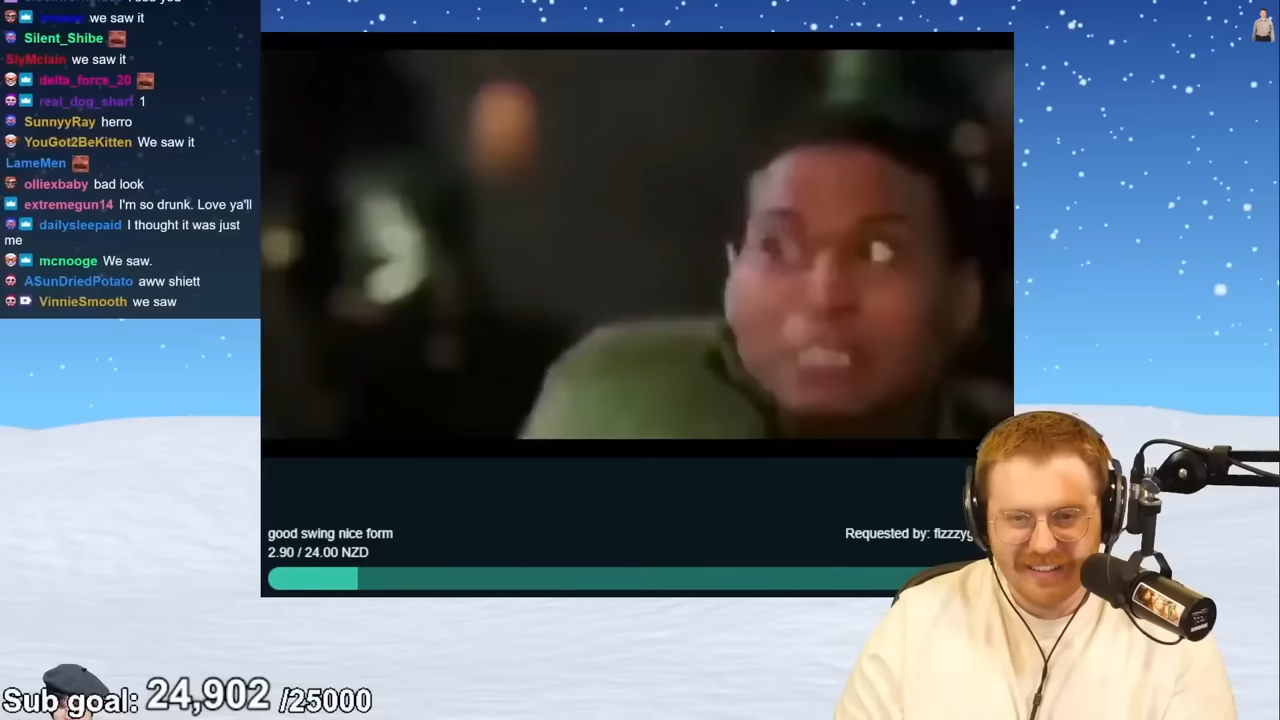 we saw it
Silent_Shibe
SlyMclain we saw it
delta_force_20
real_dog_shart 1
SunnyyRay herro
YouGot2BeKitten We saw it
LameMen
olliexbaby bad look
extremegun14 I'm so drunk. Love ya'll
dailysleepaid I thought it was just
me
mcnooge We saw.
ASunDriedPotato aww shiett
VinnieSmooth we saw
good swing nice form
Requested by: fizzzyg
2.90 / 24.00 NZD
Sub goal: 24,902 /25000